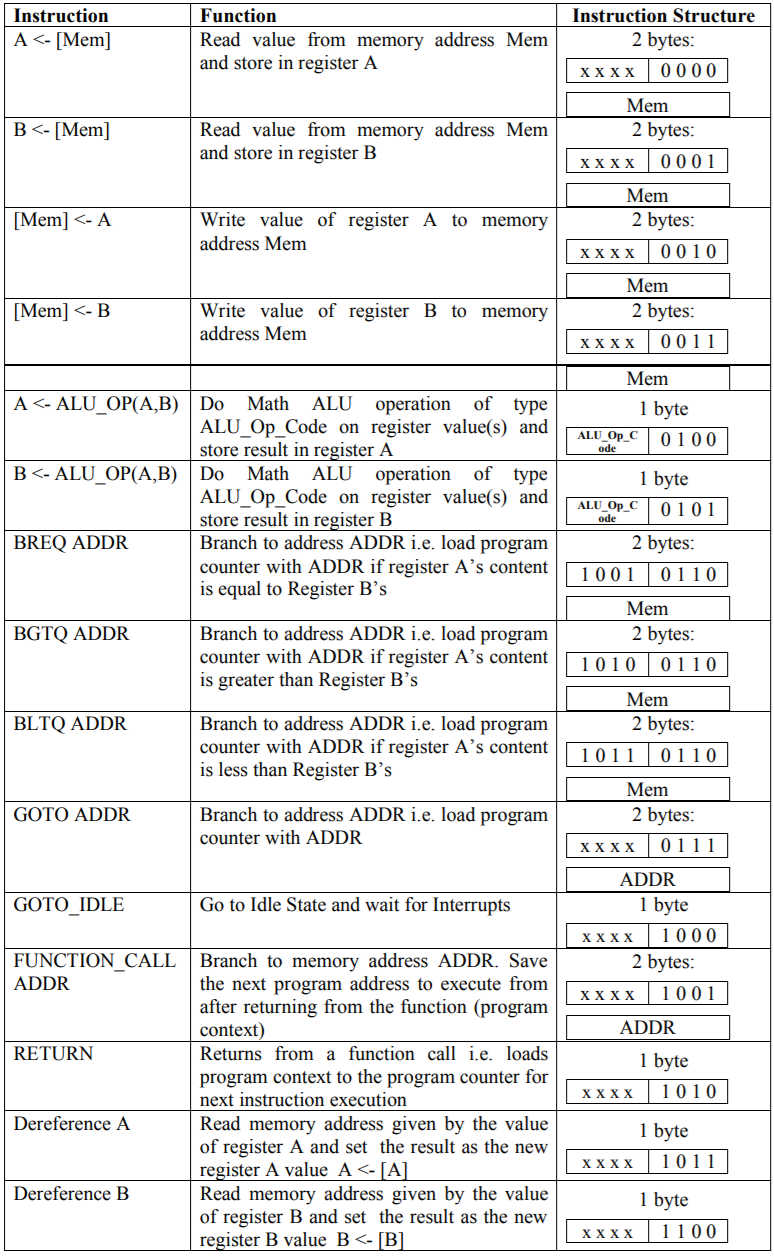 Instruction Function Instruction Structure
A <- [Mem] Read value from memory address Mem 2 bytes:
and store in register A
x x x x 0 0 0 0
Mem
B <- [Mem] Read value from memory address Mem 2 bytes:
and store in register B
x x x x 0 0 0 1
Mem
[Mem] <- A Write value of register A to memory 2 bytes:
address Mem
x x x x 0 0 1 0
Mem
[Mem] <- B Write value of register B to memory 2 bytes:
address Mem
x x x x 0 0 1 1
Mem
A <- ALU_OP(A,B) Do Math ALU operation of type 1 byte
ALU_Op_Code on register value(s) and
store result in register A
ALU_Op_C
ode
0 1 0 0
B <- ALU_OP(A,B) Do Math ALU operation of type 1 byte
ALU_Op_Code on register value(s) and
store result in register B
ALU_Op_C
ode
0 1 0 1
BREQ ADDR Branch to address ADDR i.e. load program 2 bytes:
counter with ADDR if register A’s content
is equal to Register B’s
1 0 0 1 0 1 1 0
Mem
BGTQ ADDR Branch to address ADDR i.e. load program 2 bytes:
counter with ADDR if register A’s content
is greater than Register B’s
1 0 1 0 0 1 1 0
Mem
BLTQ ADDR Branch to address ADDR i.e. load program 2 bytes:
counter with ADDR if register A’s content
is less than Register B’s
1 0 1 1 0 1 1 0
Mem
GOTO ADDR Branch to address ADDR i.e. load program 2 bytes:
counter with ADDR
x x x x 0 1 1 1
ADDR
GOTO_IDLE Go to Idle State and wait for Interrupts 1 byte
x x x x 1 0 0 0
FUNCTION_CALL Branch to memory address ADDR. Save 2 bytes:
ADDR the next program address to execute from
after returning from the function (program
context)
x x x x 1 0 0 1
ADDR
RETURN Returns from a function call i.e. loads 1 byte
program context to the program counter for
next instruction execution
x x x x 1 0 1 0
Dereference A Read memory address given by the value 1 byte
of register A and set the result as the new
register A value A <- [A]
x x x x 1 0 1 1
Dereference B Read memory address given by the value 1 byte
of register B and set the result as the new
register B value B <- [B]
x x x x 1 1 0 0